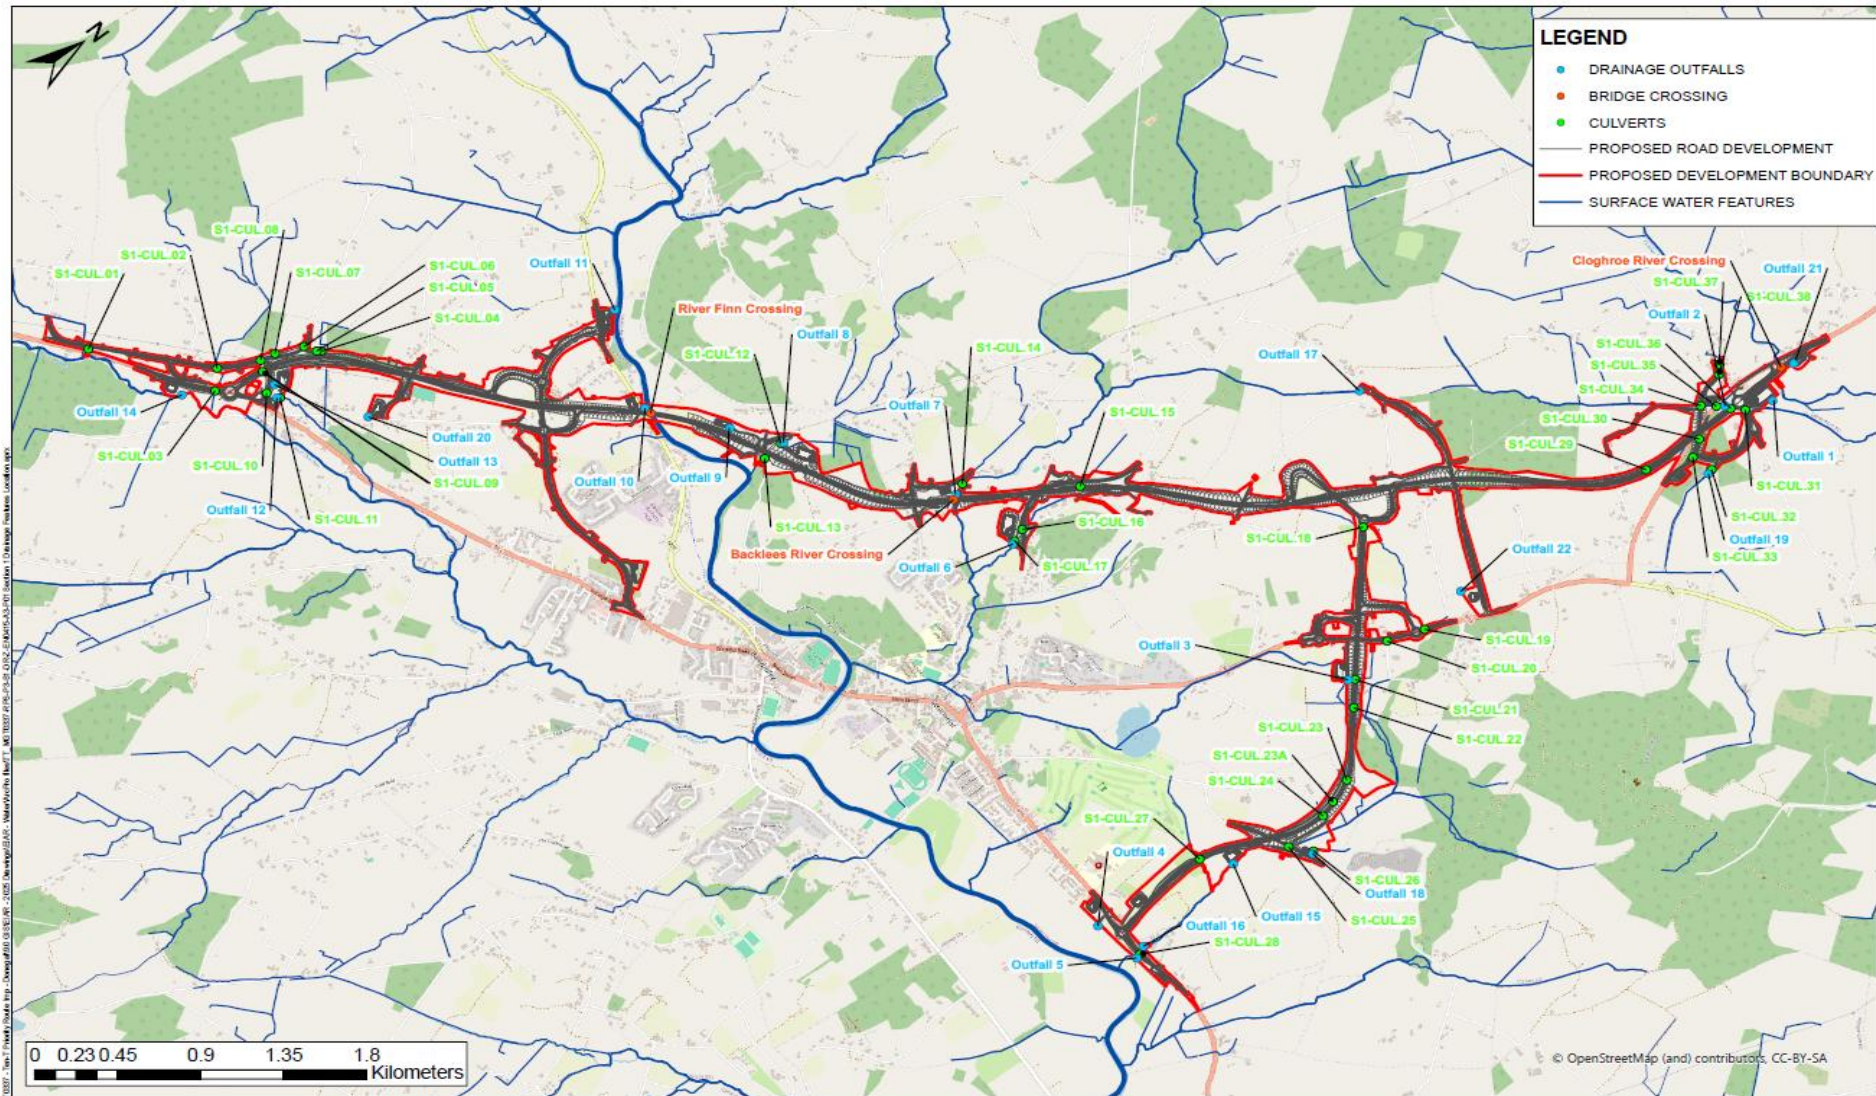 N
LEGEND
DRAINAGE OUTFALLS
BRIDGE CROSSING
CULVERTS
PROPOSED ROAD DEVELOPMENT
PROPOSED DEVELOPMENT BOUNDARY
SURFACE WATER FEATURES
S1-CUL.08
S1-CUL.02
S1-CUL.01
S1-CUL.07
S1-CUL.06
S1-CUL.05
S1-CUL.04
Outfall 11
River Finn Crossing
Outfall 8
S1-CUL.12
S1-CUL.14
Outfall 7
S1-CUL.15
Outfall 17
Cloghroe River Crossing
Outfall 21
S1-CUL.37
S1-CUL.38
Outfall 2
S1-CUL.36
S1-CUL.35
S1-CUL.34
S1-CUL.30
S1-CUL.29
Outfall 1
S1-CUL.31
S1-CUL.32
Outfall 19
S1-CUL.33
Outfall 14
S1-CUL.03
S1-CUL.10
Outfall 20
Outfall 13
S1-CUL.09
Outfall 12
S1-CUL.11
Outfall 10
Outfall 9
S1-CUL.13
Backlees River Crossing
S1-CUL.16
Outfall 6
S1-CUL.17
S1-CUL.18
Outfall 22
Outfall 3
S1-CUL.19
S1-CUL.20
S1-CUL.21
S1-CUL.22
S1-CUL.23
S1-CUL.23A
S1-CUL.24
S1-CUL.27
Outfall 4
S1-CUL.26
Outfall 18
S1-CUL.25
Outfall 15
Outfall 16
S1-CUL.28
Outfall 5
0 0.23 0.45 0.9 1.35 1.8
Kilometers
© OpenStreetMap (and) contributors, CC-BY-SA